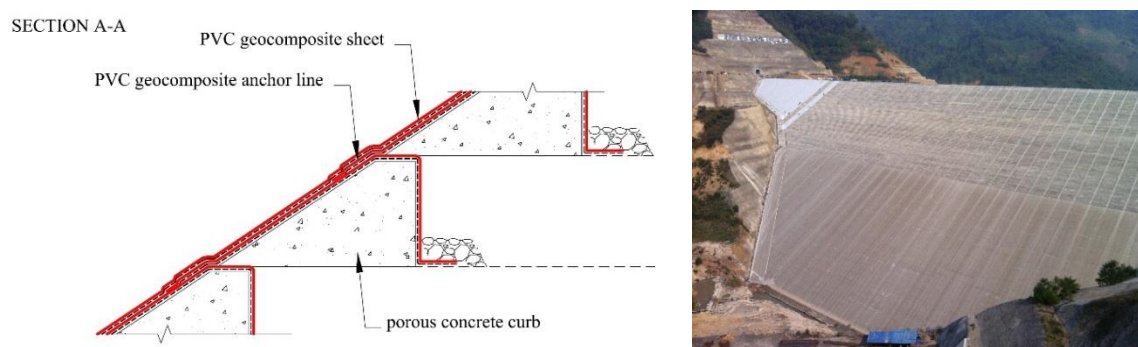 SECTION A-A
PVC geocomposite sheet
PVC geocomposite anchor line
porous concrete curb